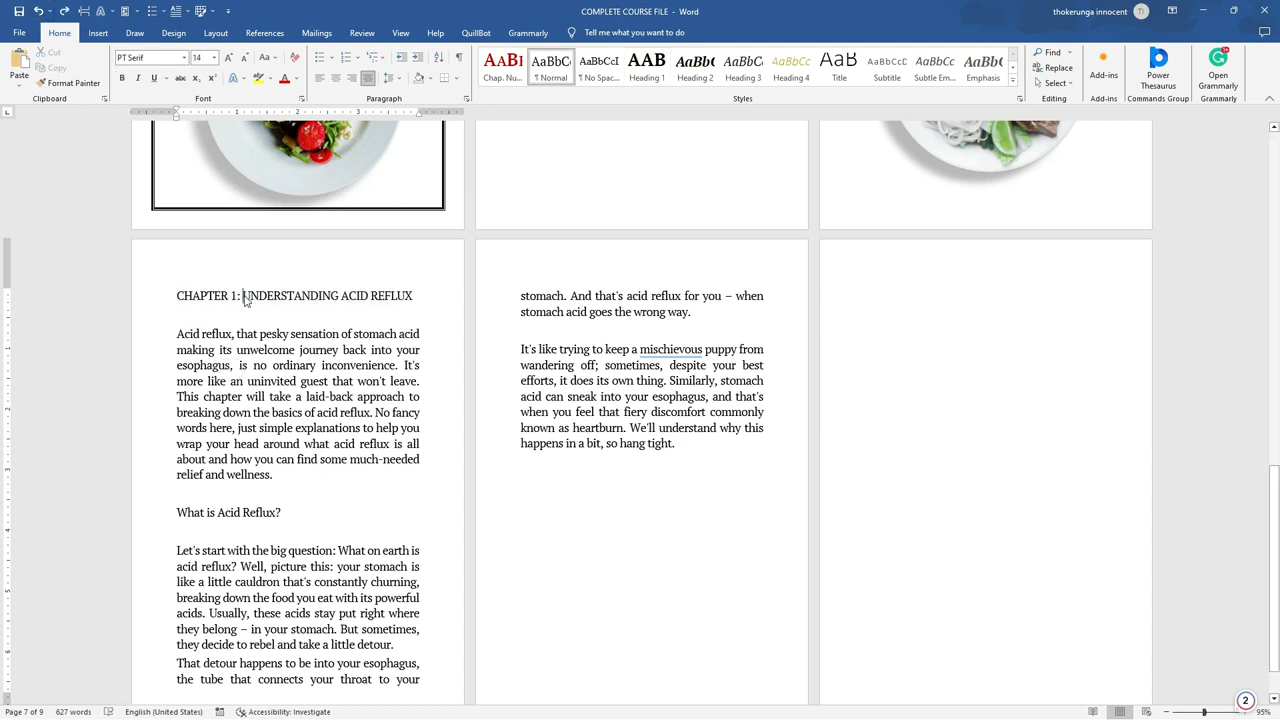 COMPLETE COURSE FILE - Word
thokerunga innocent
File Home Insert Draw Design Layout References Mailings Review View Help QuillBot Grammarly Tell me what you want to do
Paste
Cut
Copy
Format Painter
Clipboard
PT Serif 14
Font
Paragraph
AABI Chap. Nu...
AaBbC ¶ Normal
AaBbCcI ¶ No Spac...
AAB Heading 1
AaBb Heading 2
AaBbCc Heading 3
AaBbCc Heading 4
AaB Title
AaBbCcD Subtitle
AaBbCc Subtle Em...
AaBbCc Emphasis
Styles
Find
Replace
Select
Editing
Add-ins
Add-ins
Power Thesaurus
Commands Group
Open Grammarly
Grammarly
CHAPTER 1: UNDERSTANDING ACID REFLUX
Acid reflux, that pesky sensation of stomach acid
making its unwelcome journey back into your
esophagus, is no ordinary inconvenience. It's
more like an uninvited guest that won't leave.
This chapter will take a laid-back approach to
breaking down the basics of acid reflux. No fancy
words here, just simple explanations to help you
wrap your head around what acid reflux is all
about and how you can find some much-needed
relief and wellness.
What is Acid Reflux?
Let's start with the big question: What on earth is
acid reflux? Well, picture this: your stomach is
like a little cauldron that's constantly churning,
breaking down the food you eat with its powerful
acids. Usually, these acids stay put right where
they belong – in your stomach. But sometimes,
they decide to rebel and take a little detour.
That detour happens to be into your esophagus,
the tube that connects your throat to your
stomach. And that's acid reflux for you – when
stomach acid goes the wrong way.
It's like trying to keep a mischievous puppy from
wandering off; sometimes, despite your best
efforts, it does its own thing. Similarly, stomach
acid can sneak into your esophagus, and that's
when you feel that fiery discomfort commonly
known as heartburn. We'll understand why this
happens in a bit, so hang tight.
Page 7 of 9 627 words English (United States) Accessibility: Investigate 95%
2